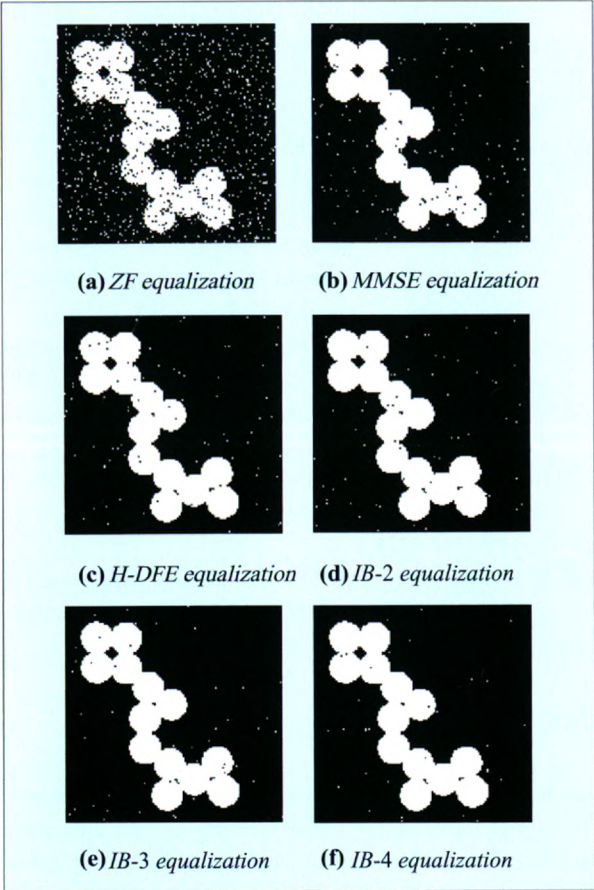 (a) ZF equalization
(b) MMSE equalization
(c) H-DFE equalization
(d) IB-2 equalization
(e) IB-3 equalization
(f) IB-4 equalization